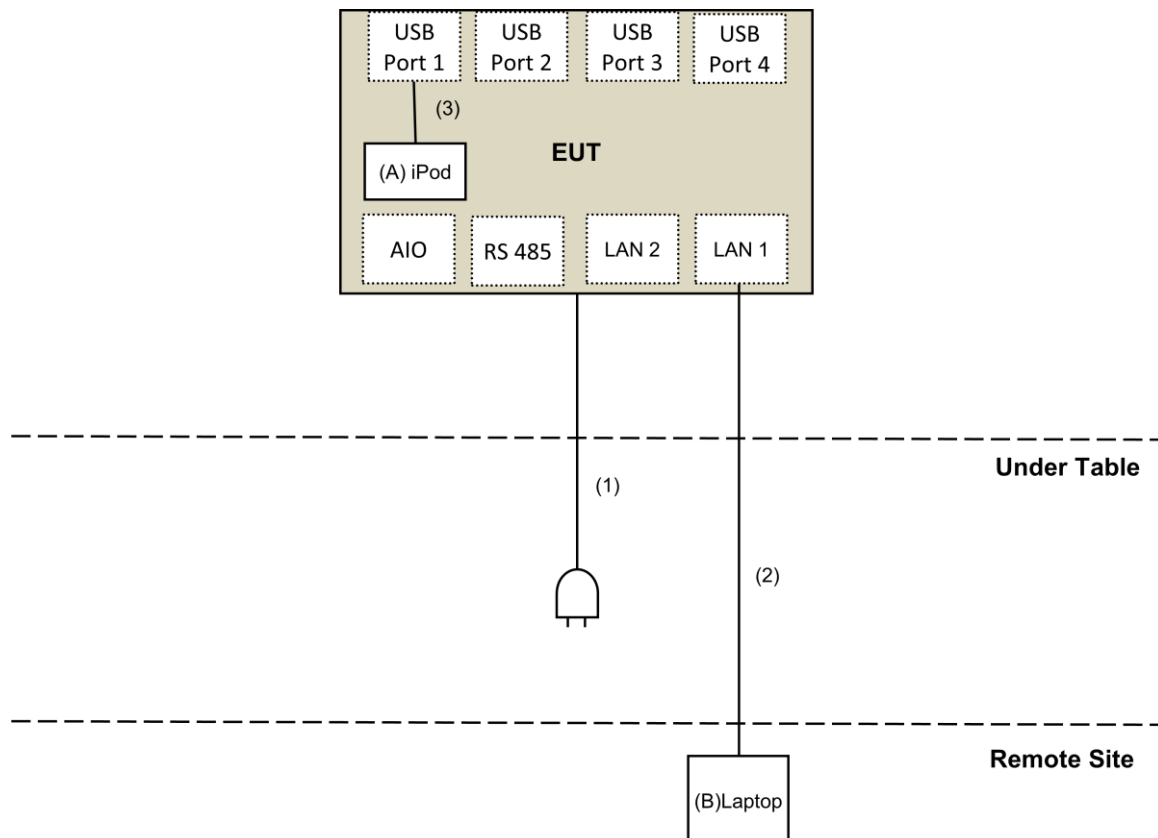 USB
Port 1
USB
Port 2
USB
Port 3
USB
Port 4
(3)
EUT
(A) iPod
AIO
RS 485
LAN 2
LAN 1
Under Table
(1)
(2)
Remote Site
(B)Laptop